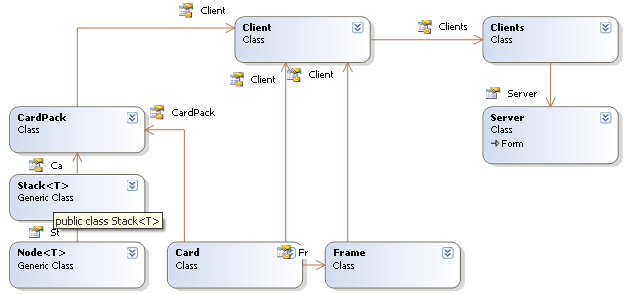 Client
Client
Class
Clients
Clients
Class
Client
Client
Server
CardPack
Class
CardPack
Server
Class
Form
Ca
Stack<T>
Generic Class
public class Stack<T>
St
Node<T>
Generic Class
Card
Class
Fr
Frame
Class